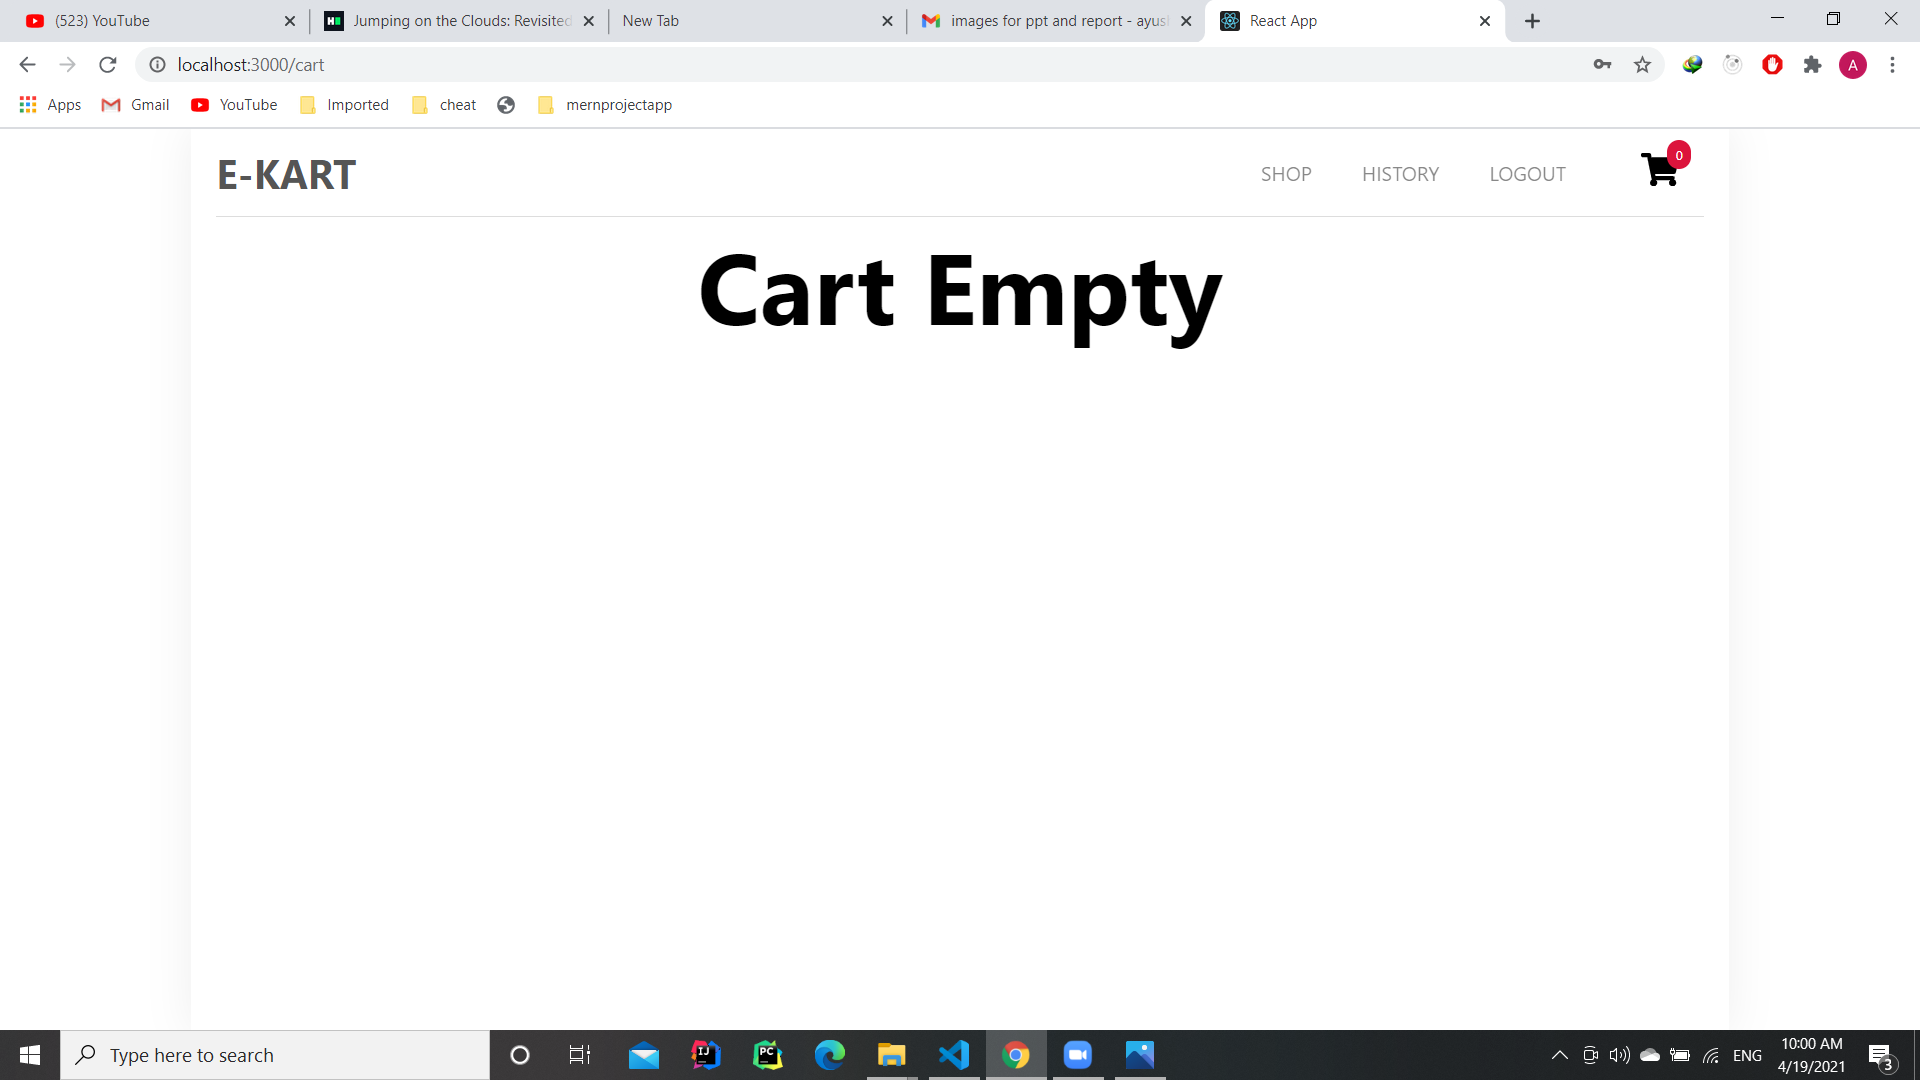 (523) YouTube
Jumping on the Clouds: Revisited
New Tab
images for ppt and report - ayus
React App
localhost:3000/cart
A
Apps
Gmail
YouTube
Imported
cheat
mernprojectapp
E-KART
SHOP
HISTORY
LOGOUT
0
Cart Empty
Type here to search
IJ
PC
ENG
10:00 AM
4/19/2021
3